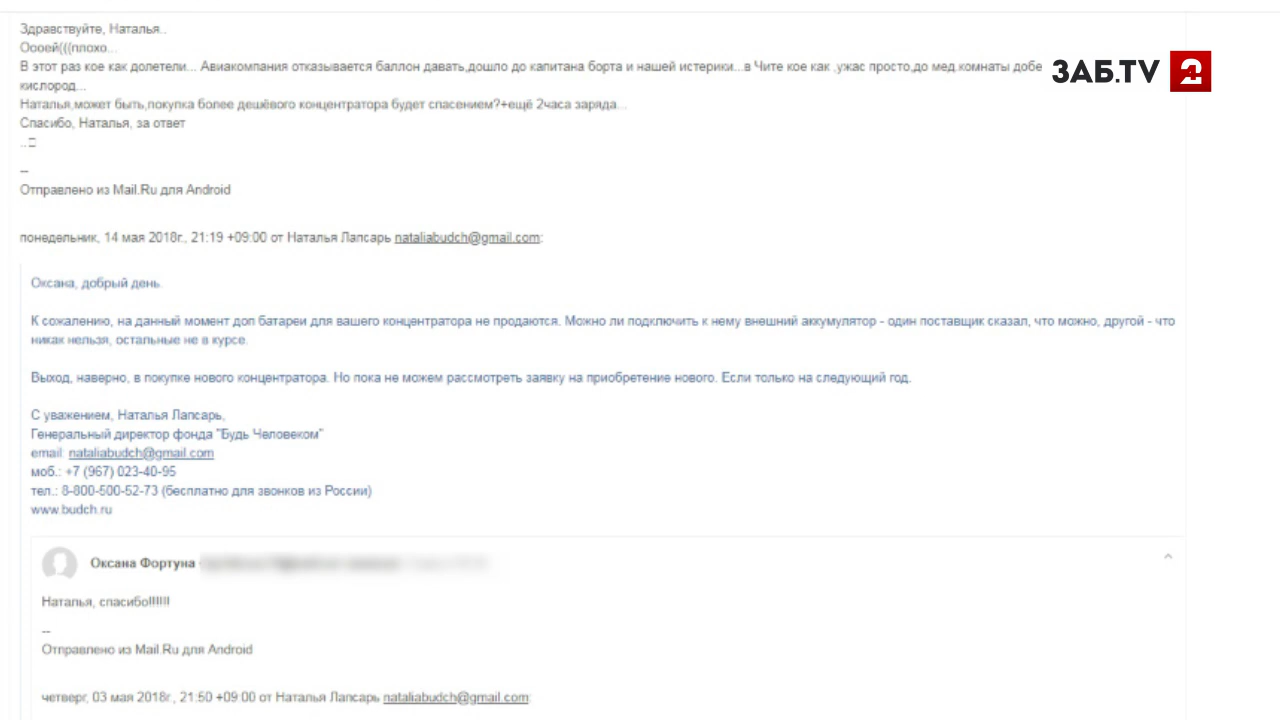 Здравствуйте, Наталья..
Оооей(((плохо...
В этот раз кое как долетели... Авиакомпания отказывается баллон давать,дошло до капитана борта и нашей истерики...в Чите кое как ,ужас просто,до мед.комнаты добе
ЗАБ.TV 24
кислород...
Наталья,может быть,покупка более дешёвого концентратора будет спасением?+ещё 2часа заряда...
Спасибо, Наталья, за ответ
..□
--
Отправлено из Mail.Ru для Android
понедельник, 14 мая 2018г., 21:19 +09:00 от Наталья Лапсарь nataliabudch@gmail.com:
Оксана, добрый день.
К сожалению, на данный момент доп батареи для вашего концентратора не продаются. Можно ли подключить к нему внешний аккумулятор - один поставщик сказал, что можно, другой - что
никак нельзя, остальные не в курсе.
Выход, наверно, в покупке нового концентратора. Но пока не можем рассмотреть заявку на приобретение нового. Если только на следующий год.
С уважением, Наталья Лапсарь,
Генеральный директор фонда "Будь Человеком"
email: nataliabudch@gmail.com
моб.: +7 (967) 023-40-95
тел.: 8-800-500-52-73 (бесплатно для звонков из России)
www.budch.ru
Оксана Фортуна
Наталья, спасибо!!!!!!
--
Отправлено из Mail.Ru для Android
четверг, 03 мая 2018г., 21:50 +09:00 от Наталья Лапсарь nataliabudch@gmail.com: